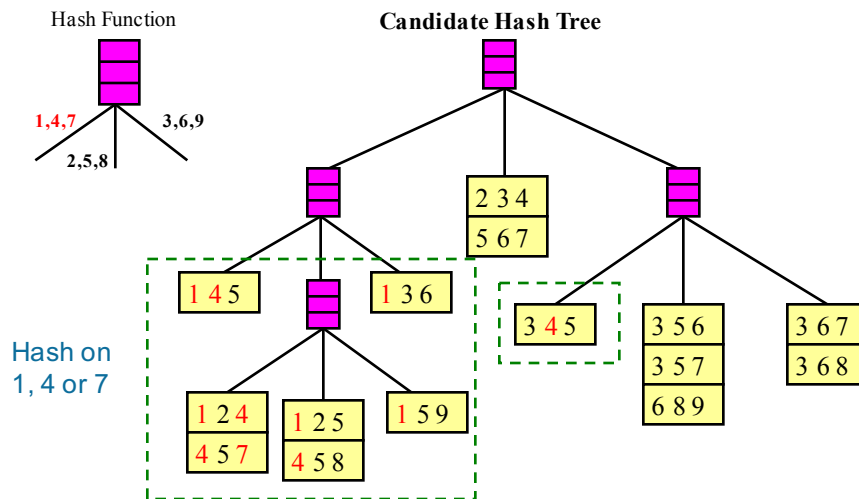 Hash Function
Candidate Hash Tree
1,4,7
3,6,9
2,5,8
2 3 4
5 6 7
1 4 5
1 3 6
3 4 5
3 5 6
3 5 7
6 8 9
3 6 7
3 6 8
Hash on
1, 4 or 7
1 2 4
4 5 7
1 2 5
4 5 8
1 5 9